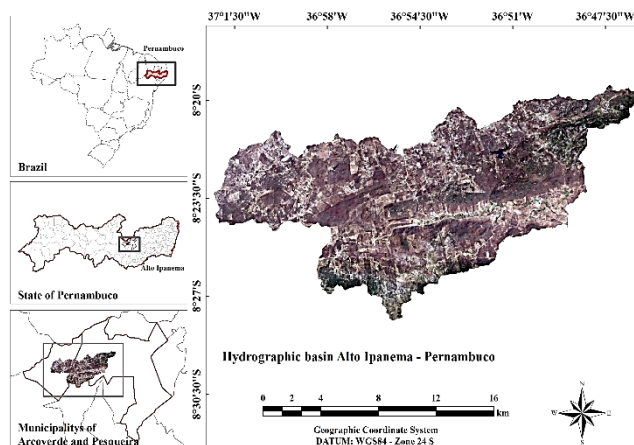 37°1'30"W 36°58'W 36°54'30"W 36°51'W 36°47'30"W
Pernambuco
Brazil
8°20'S
8°23'30"S
8°27'S
8°30'30"S
Alto Ipanema
State of Pernambuco
Municipalitys of
Arcoverde and Pesqueira
Hydrographic basin Alto Ipanema - Pernambuco
0 2 4 8 12 16
km
Geographic Coordinate System
DATUM: WGS84 - Zone 24 S
N
W E
S